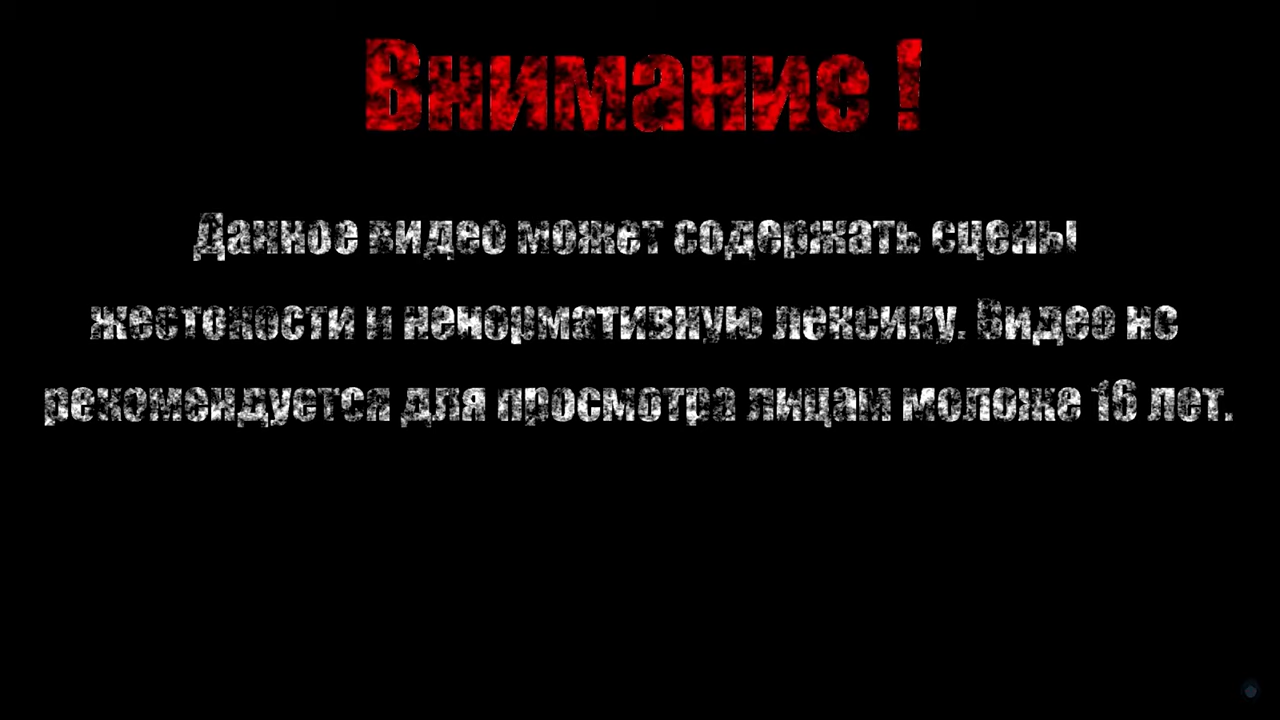 Внимание !
Данное видео может содержать сцены
жестокости и ненормативную лексику. Видео не
рекомендуется для просмотра лицам моложе 16 лет.